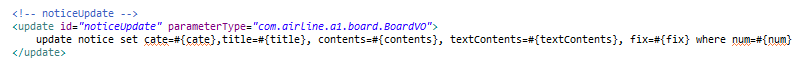 <!-- noticeUpdate -->
<update id="noticeUpdate" parameterType="com.airline.a1.board.BoardVO">
update notice set cate=#{cate},title=#{title}, contents=#{contents}, textContents=#{textContents}, fix=#{fix} where num=#{num}
</update>